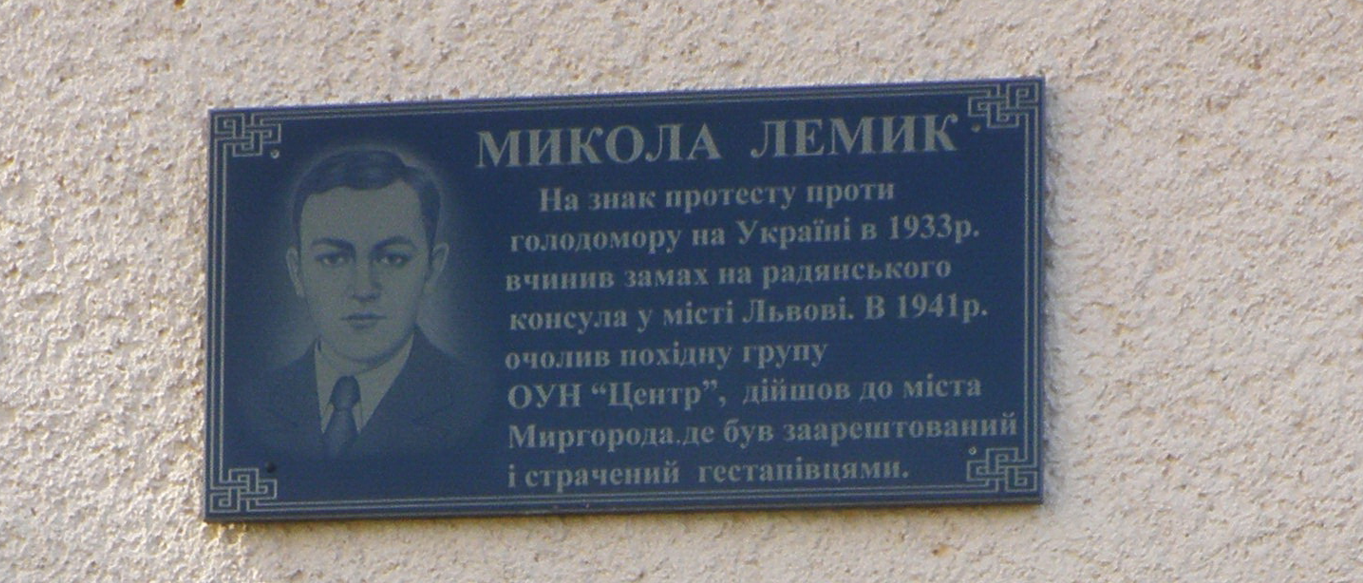 МИКОЛА ЛЕМИК
На знак протесту проти
голодомору на Україні в 1933р.
вчинив замах на радянського
консула у місті Львові. В 1941р.
очолив похідну групу
ОУН “Центр”, дійшов до міста
Миргорода.де був заарештований
і страчений гестапівцями.